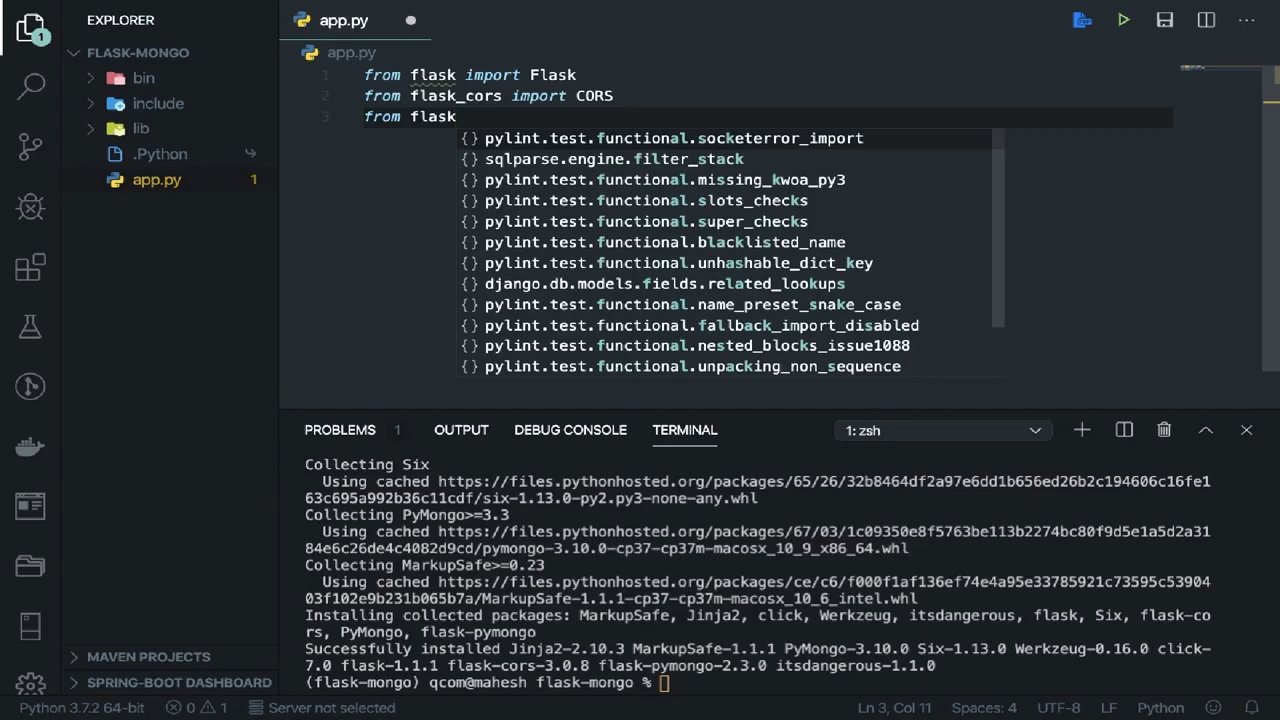 EXPLORER
app.py
1
FLASK-MONGO
bin
include
lib
.Python
app.py 1
app.py
1 from flask import Flask
2 from flask_cors import CORS
3 from flask
{} pylint.test.functional.socketerror_import
{} sqlparse.engine.filter_stack
{} pylint.test.functional.missing_kwoa_py3
{} pylint.test.functional.slots_checks
{} pylint.test.functional.super_checks
{} pylint.test.functional.blacklisted_name
{} pylint.test.functional.unhashable_dict_key
{} django.db.models.fields.related_lookups
{} pylint.test.functional.name_preset_snake_case
{} pylint.test.functional.fallback_import_disabled
{} pylint.test.functional.nested_blocks_issue1088
{} pylint.test.functional.unpacking_non_sequence
PROBLEMS 1 OUTPUT DEBUG CONSOLE TERMINAL 1: zsh
Collecting Six
Using cached https://files.pythonhosted.org/packages/65/26/32b8464df2a97e6dd1b656ed26b2c194606c16fe1
63c695a992b36c11cdf/six-1.13.0-py2.py3-none-any.whl
Collecting PyMongo>=3.3
Using cached https://files.pythonhosted.org/packages/67/03/1c09350e8f5763be113b2274bc80f9d5e1a5d2a31
84e6c26de4c4082d9cd/pymongo-3.10.0-cp37-cp37m-macosx_10_9_x86_64.whl
Collecting MarkupSafe>=0.23
Using cached https://files.pythonhosted.org/packages/ce/c6/f000f1af136ef74e4a95e33785921c73595c53904
03f102e9b231b065b7a/MarkupSafe-1.1.1-cp37-cp37m-macosx_10_6_intel.whl
Installing collected packages: MarkupSafe, Jinja2, click, Werkzeug, itsdangerous, flask, Six, flask-co
rs, PyMongo, flask-pymongo
Successfully installed Jinja2-2.10.3 MarkupSafe-1.1.1 PyMongo-3.10.0 Six-1.13.0 Werkzeug-0.16.0 click-
7.0 flask-1.1.1 flask-cors-3.0.8 flask-pymongo-2.3.0 itsdangerous-1.1.0
(flask-mongo) qcom@mahesh flask-mongo %
MAVEN PROJECTS
SPRING-BOOT DASHBOARD
Python 3.7.2 64-bit 0 1 Server not selected Ln 3, Col 11 Spaces: 4 UTF-8 LF Python